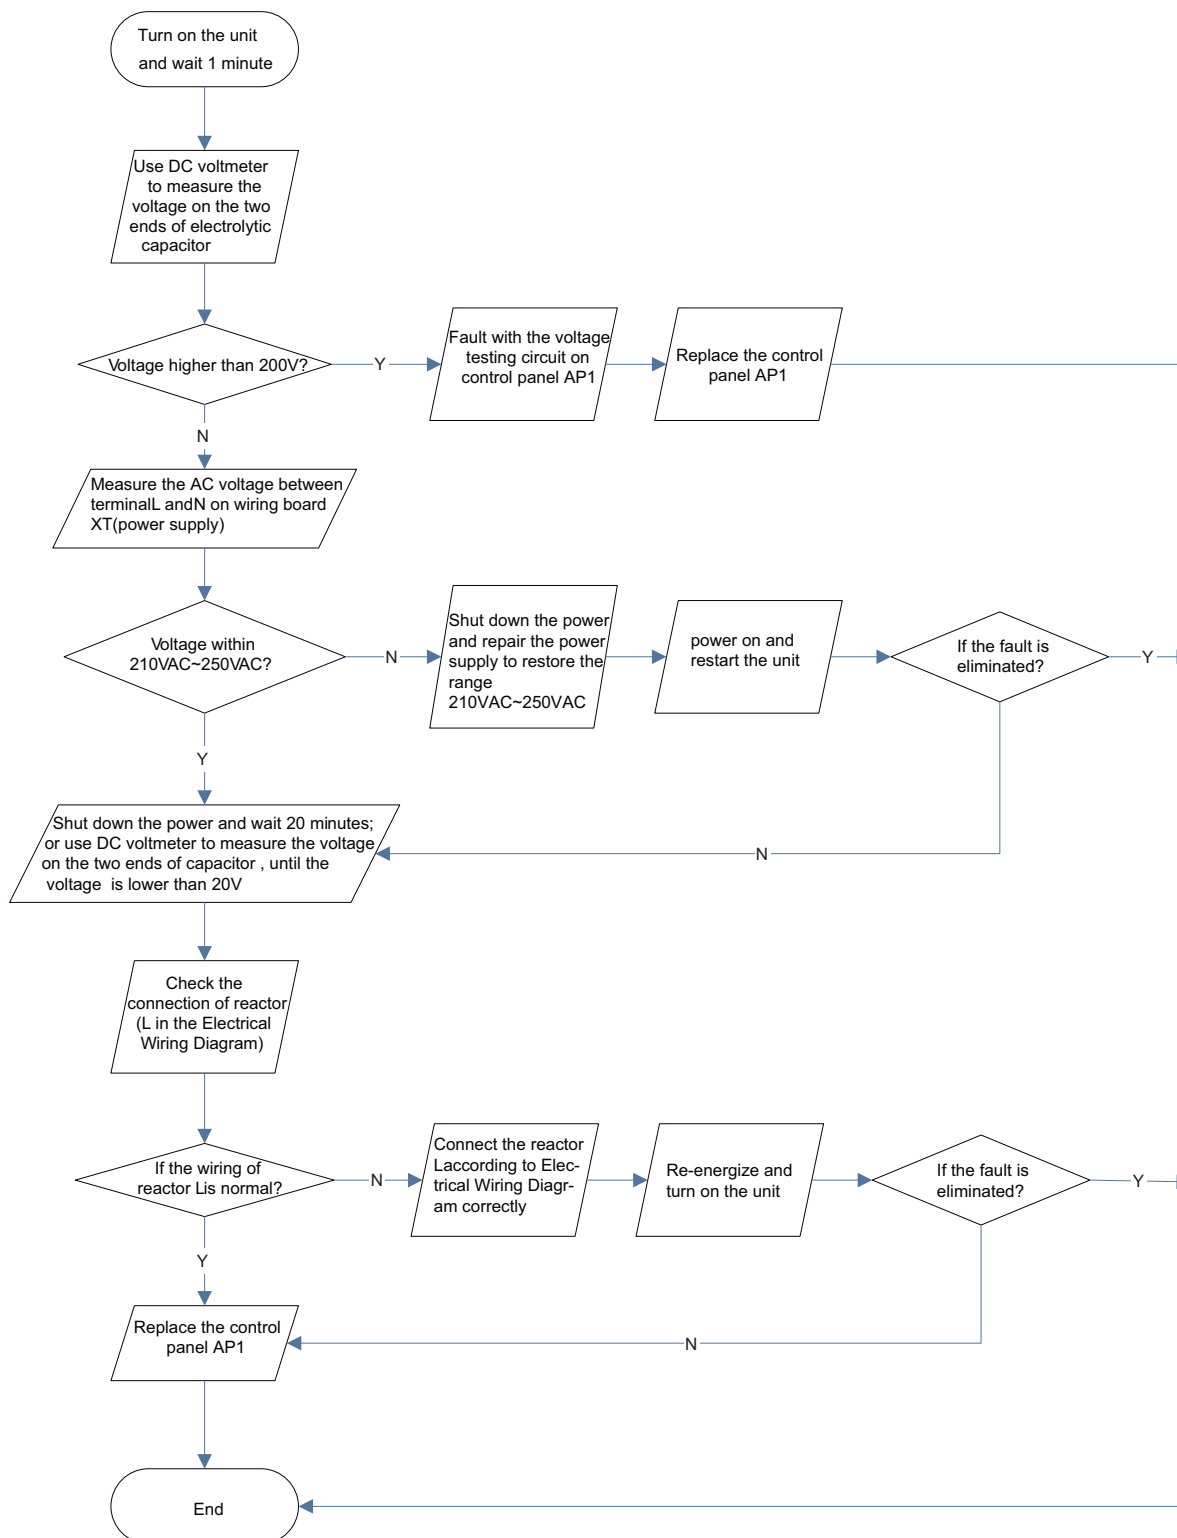 Turn on the unit
and wait 1 minute
Use DC voltmeter
to measure the
voltage on the two
ends of electrolytic
capacitor
Voltage higher than 200V?
Y
Fault with the voltage
testing circuit on
control panel AP1
Replace the control
panel AP1
N
Measure the AC voltage between
terminalL andN on wiring board
XT(power supply)
Voltage within
210VAC~250VAC?
N
Shut down the power
and repair the power
supply to restore the
range
210VAC~250VAC
power on and
restart the unit
If the fault is
eliminated?
Y
Y
Shut down the power and wait 20 minutes;
or use DC voltmeter to measure the voltage
on the two ends of capacitor , until the
voltage is lower than 20V
N
Check the
connection of reactor
(L in the Electrical
Wiring Diagram)
If the wiring of
reactor Lis normal?
N
Connect the reactor
Laccording to Elec-
trical Wiring Diagr-
am correctly
Re-energize and
turn on the unit
If the fault is
eliminated?
Y
Y
Replace the control
panel AP1
N
End